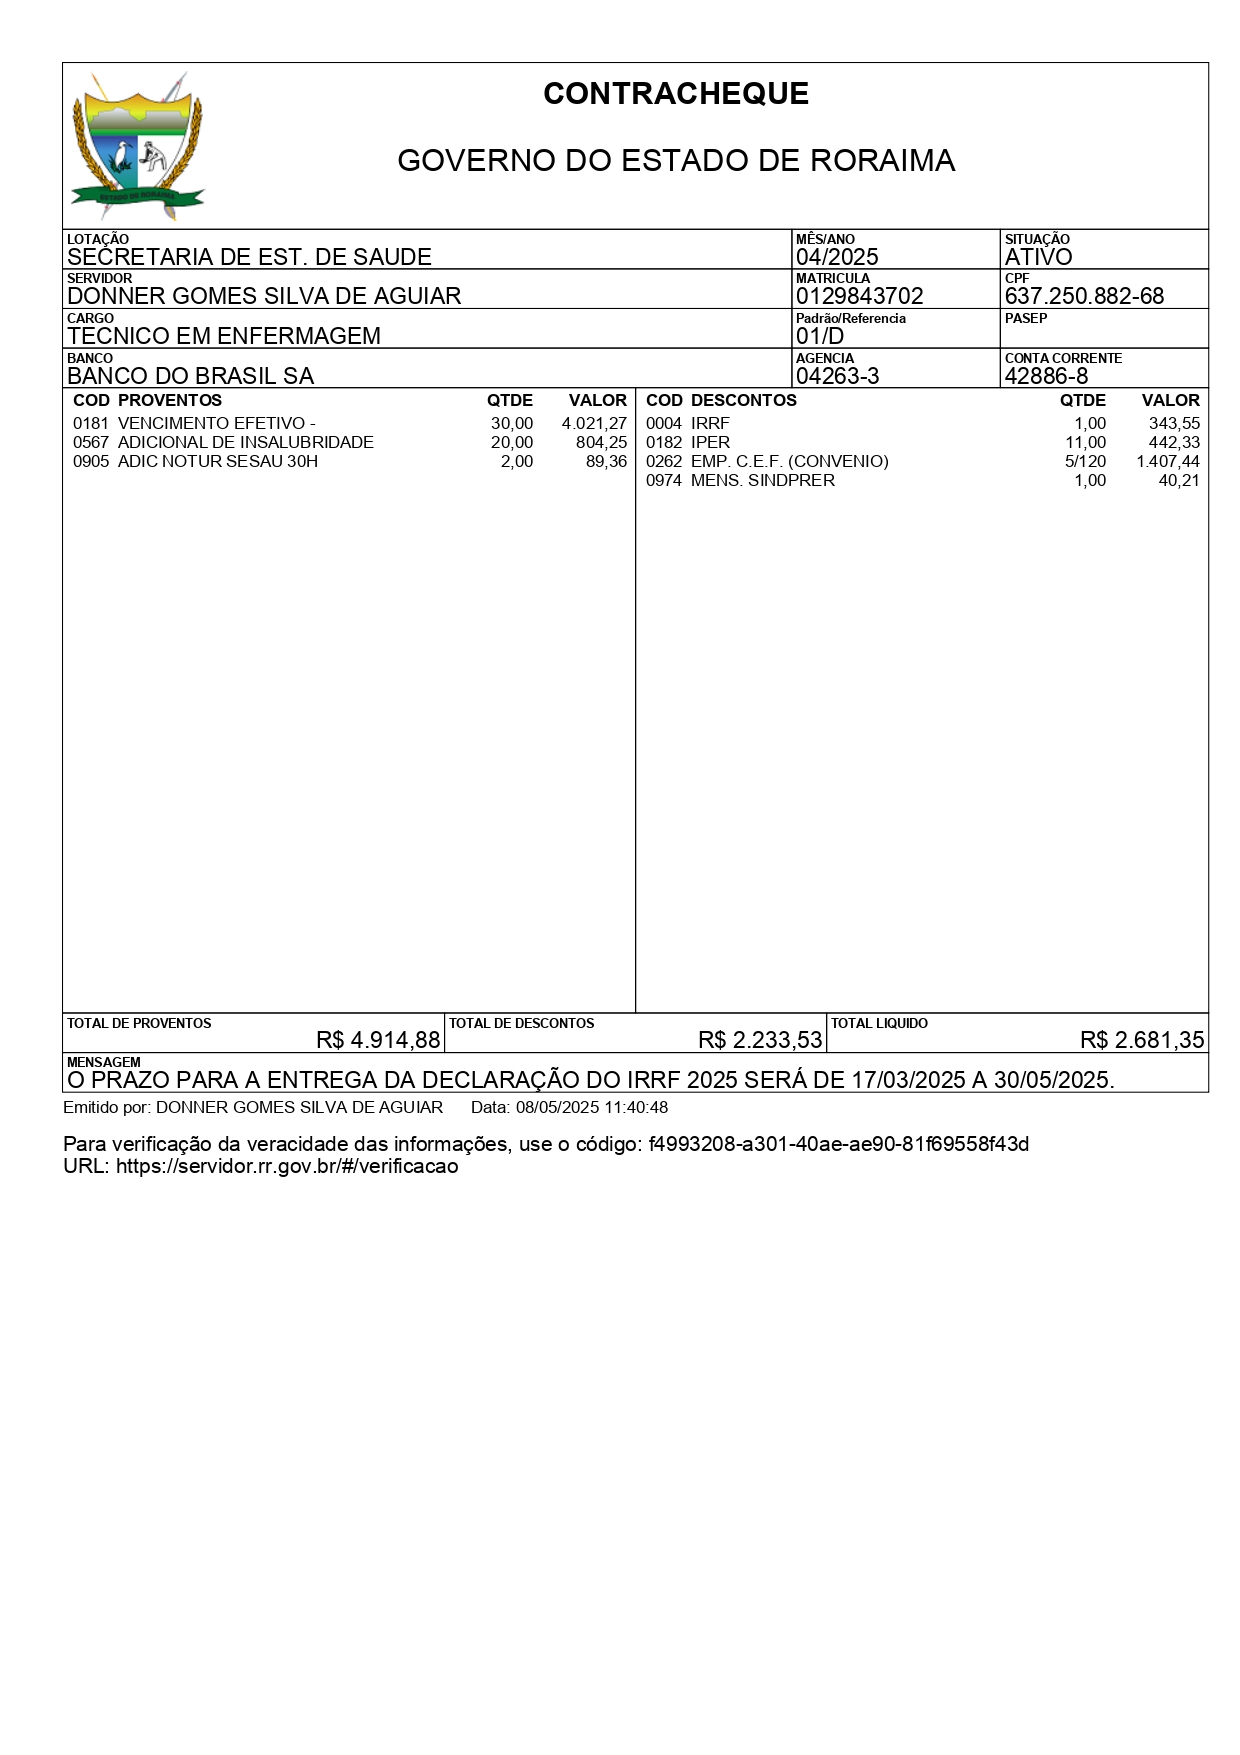 CONTRACHEQUE
GOVERNO DO ESTADO DE RORAIMA
ESTADO DE RORAIMA
LOTAÇÃO MÊS/ANO SITUAÇÃO
SECRETARIA DE EST. DE SAUDE 04/2025 ATIVO
SERVIDOR MATRICULA CPF
DONNER GOMES SILVA DE AGUIAR 0129843702 637.250.882-68
CARGO Padrão/Referencia PASEP
TECNICO EM ENFERMAGEM 01/D
BANCO AGENCIA CONTA CORRENTE
BANCO DO BRASIL SA 04263-3 42886-8
COD PROVENTOS QTDE VALOR COD DESCONTOS QTDE VALOR
0181 VENCIMENTO EFETIVO - 30,00 4.021,27 0004 IRRF 1,00 343,55
0567 ADICIONAL DE INSALUBRIDADE 20,00 804,25 0182 IPER 11,00 442,33
0905 ADIC NOTUR SESAU 30H 2,00 89,36 0262 EMP. C.E.F. (CONVENIO) 5/120 1.407,44
0974 MENS. SINDPRER 1,00 40,21
TOTAL DE PROVENTOS TOTAL DE DESCONTOS TOTAL LIQUIDO
R$ 4.914,88 R$ 2.233,53 R$ 2.681,35
MENSAGEM
O PRAZO PARA A ENTREGA DA DECLARAÇÃO DO IRRF 2025 SERÁ DE 17/03/2025 A 30/05/2025.
Emitido por: DONNER GOMES SILVA DE AGUIAR Data: 08/05/2025 11:40:48
Para verificação da veracidade das informações, use o código: f4993208-a301-40ae-ae90-81f69558f43d
URL: https://servidor.rr.gov.br/#/verificacao